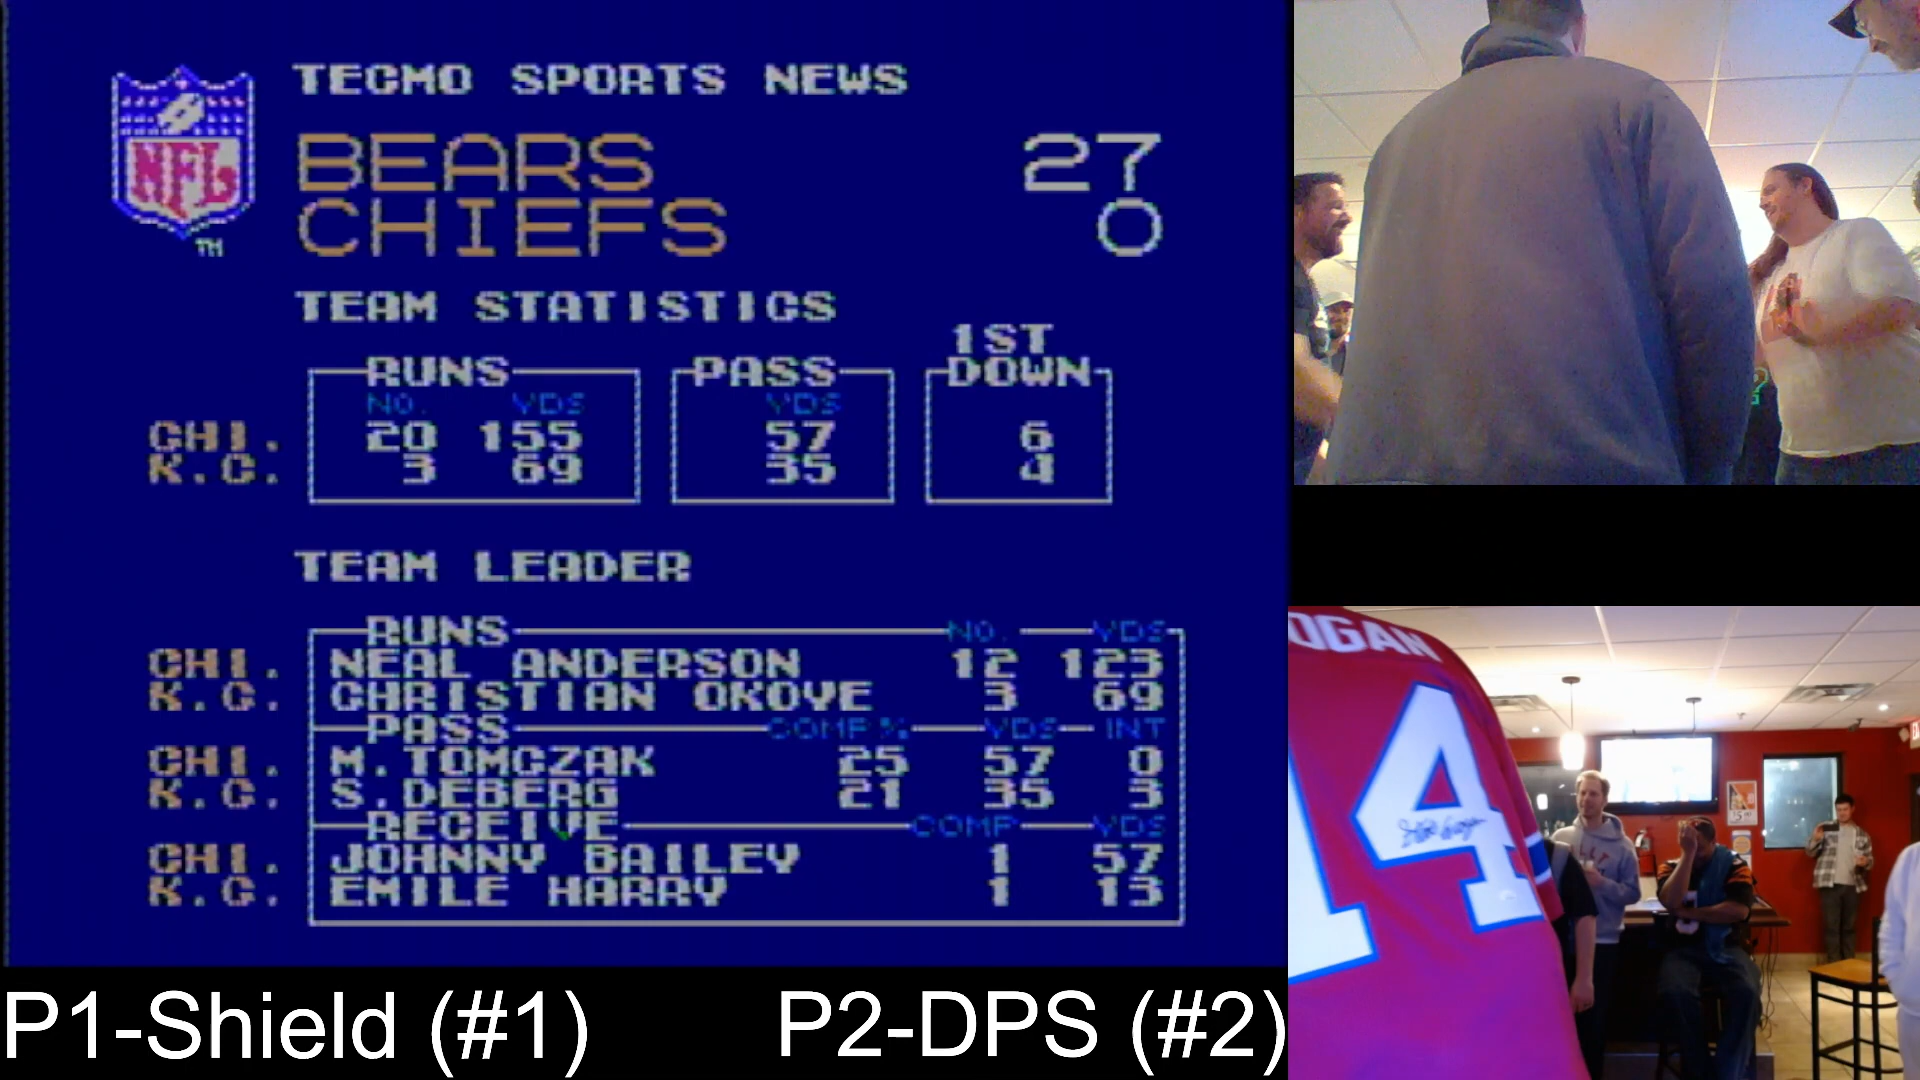 TECMO SPORTS NEWS
NFL
TM
BEARS 27
CHIEFS 0
TEAM STATISTICS
RUNS PASS 1ST DOWN
NO. YDS YDS
CHI. 20 155 57 6
K.C. 3 69 35 4
TEAM LEADER
RUNS NO. YDS
CHI. NEAL ANDERSON 12 123
K.C. CHRISTIAN OKOYE 3 69
PASS COMP% YDS INT
CHI. M.TOMCZAK 25 57 0
K.C. S.DEBERG 21 35 3
RECEIVE COMP YDS
CHI. JOHNNY BAILEY 1 57
K.C. EMILE HARRY 1 13
P1-Shield (#1) P2-DPS (#2)
OGAN
14